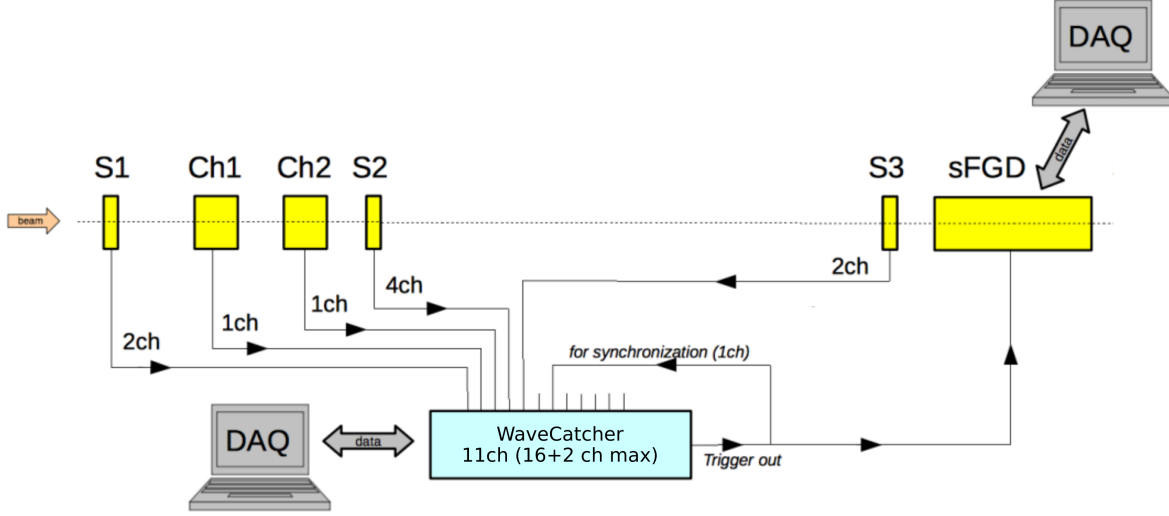 DAQ
S1
Ch1
Ch2
S2
S3
sFGD
data
beam
2ch
4ch
1ch
1ch
2ch
for synchronization (1ch)
DAQ
data
WaveCatcher
11ch (16+2 ch max)
Trigger out